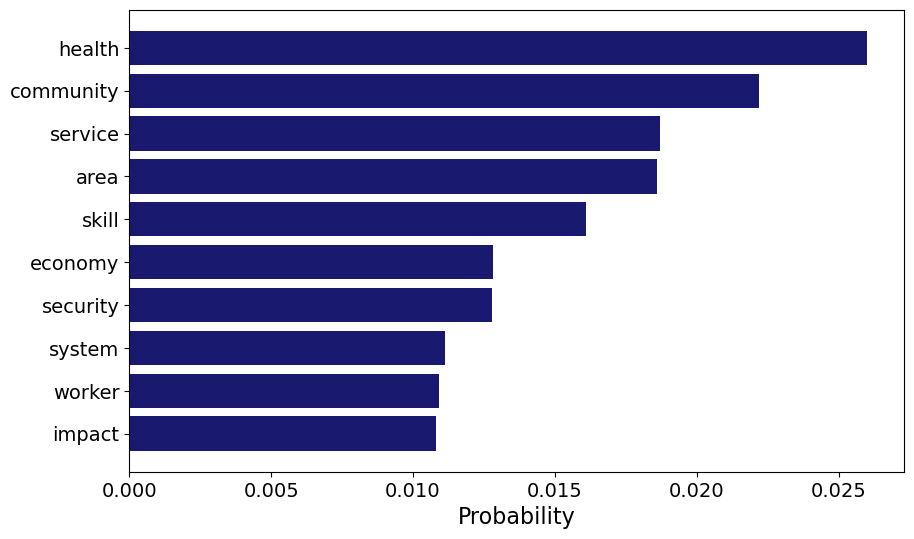 health
community
service
area
skill
economy
security
system
worker
impact
0.000 0.005 0.010 0.015 0.020 0.025
Probability